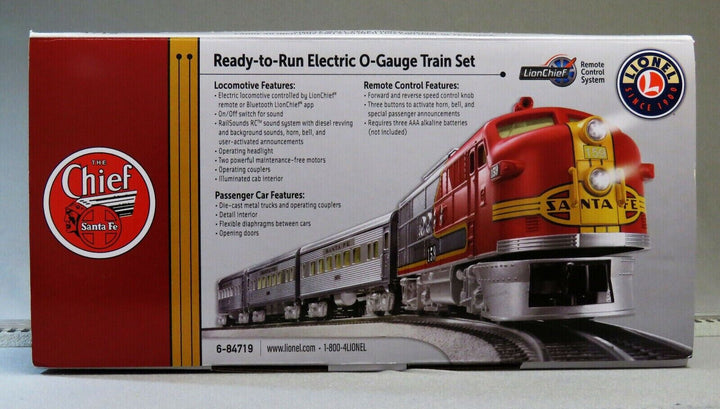 Ready-to-Run Electric O-Gauge Train Set
LionChief®
Remote
Control
System
LIONEL
L
SINCE 1900
Locomotive Features:
• Electric locomotive controlled by LionChief®
remote or Bluetooth LionChief® app
• On/Off switch for sound
• RailSounds RC™ sound system with diesel revving
and background sounds, horn, bell, and
user-activated announcements
• Operating headlight
• Two powerful maintenance-free motors
• Operating couplers
• Illuminated cab interior
Remote Control Features:
• Forward and reverse speed control knob
• Three buttons to activate horn, bell, and
special passenger announcements
• Requires three AAA alkaline batteries
(not included)
Passenger Car Features:
• Die-cast metal trucks and operating couplers
• Detail interior
• Flexible diaphragms between cars
• Opening doors
THE
Chief
Santa Fe
SANTA FE
6-84719
www.lionel.com • 1-800-4LIONEL